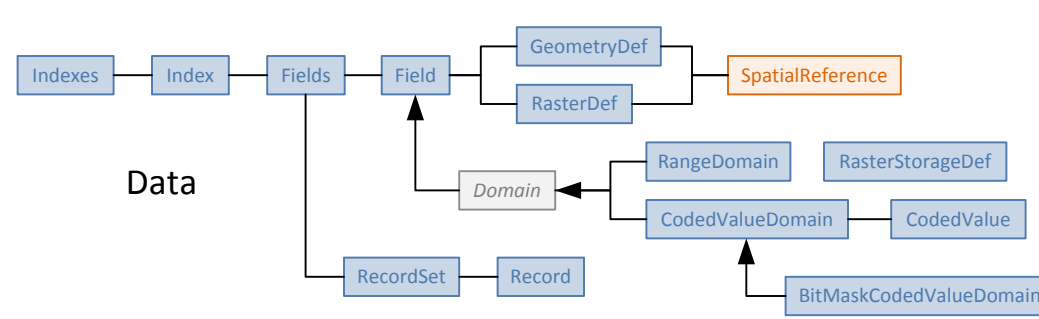 GeometryDef
Indexes
Index
Fields
Field
SpatialReference
RasterDef
RangeDomain
RasterStorageDef
Data
Domain
CodedValueDomain
CodedValue
RecordSet
Record
BitMaskCodedValueDomain